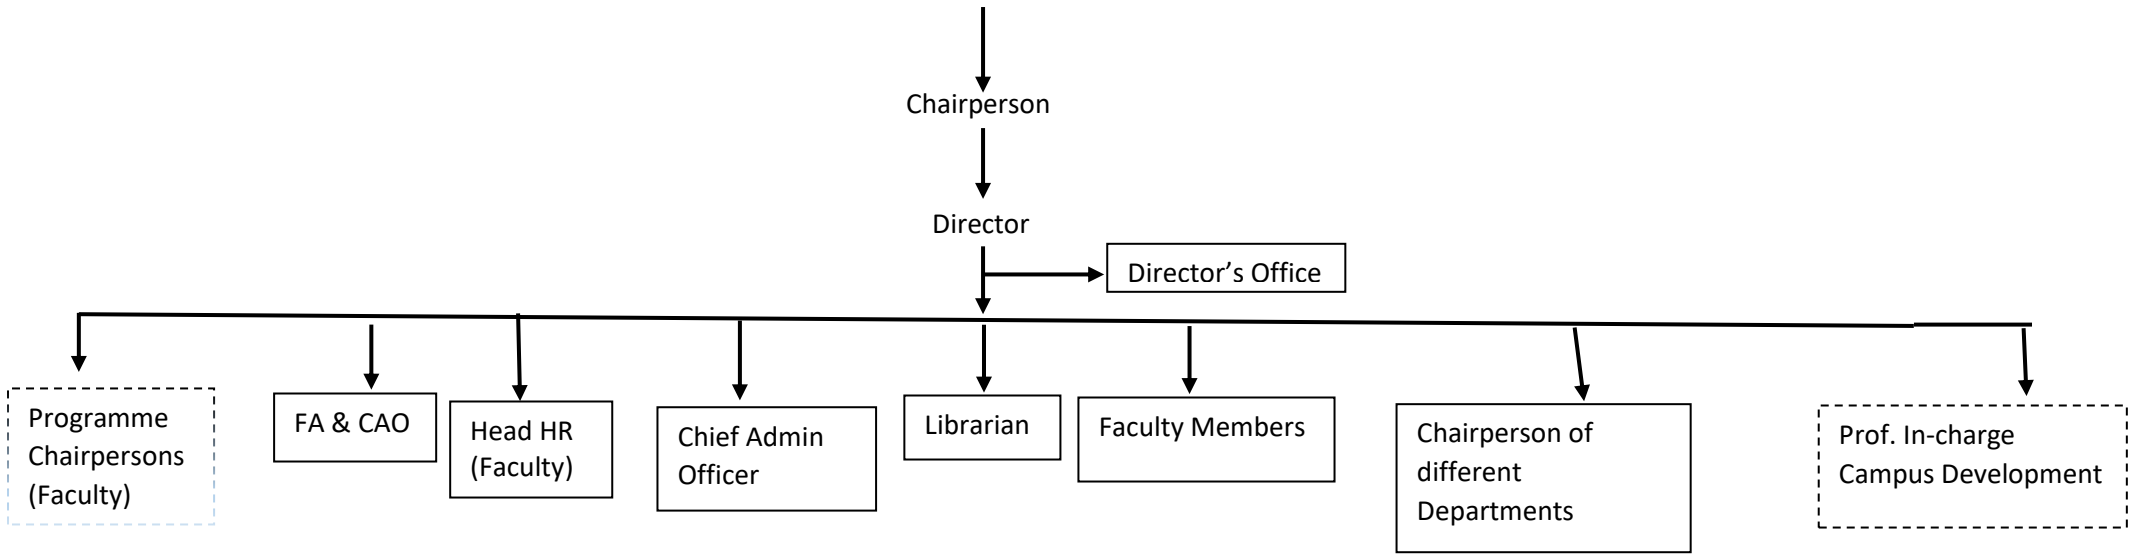 Chairperson
Director
Director’s Office
Programme
Chairpersons
(Faculty)
FA & CAO
Head HR
(Faculty)
Chief Admin
Officer
Librarian
Faculty Members
Chairperson of
different
Departments
Prof. In-charge
Campus Development